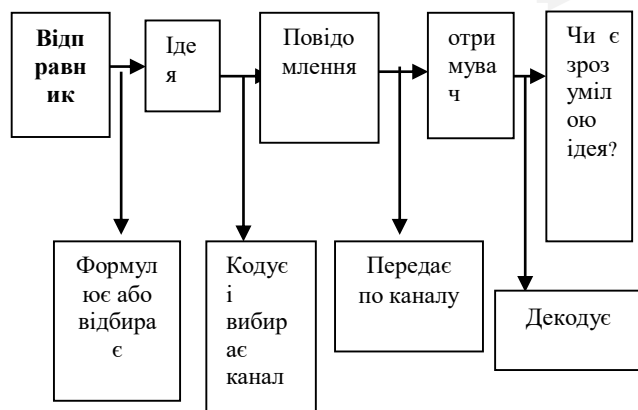 Відп
равн
ик
Іде
я
Повідо
млення
отри
мува
ч
Чи є
зроз
уміл
ою
ідея?
Формул
ює або
відбира
є
Кодує
і
вибир
ає
канал
Передає
по каналу
Декодує